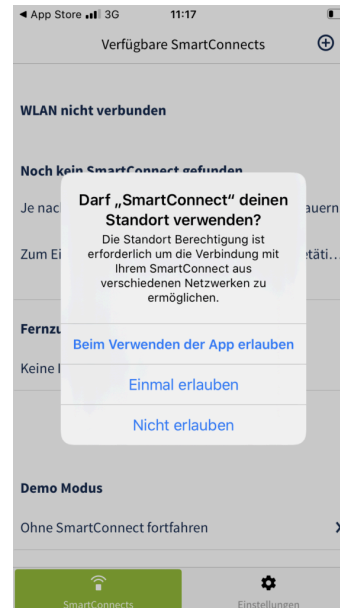 App Store 3G 11:17
Verfügbare SmartConnects
WLAN nicht verbunden
Noch kein SmartConnect gefunden
Je nac
auern
Zum Ei
etäti...
Darf „SmartConnect“ deinen
Standort verwenden?
Die Standort Berechtigung ist
erforderlich um die Verbindung mit
Ihrem SmartConnect aus
verschiedenen Netzwerken zu
ermöglichen.
Beim Verwenden der App erlauben
Einmal erlauben
Nicht erlauben
Fernzu
Keine
Demo Modus
Ohne SmartConnect fortfahren
SmartConnects
Einstellungen